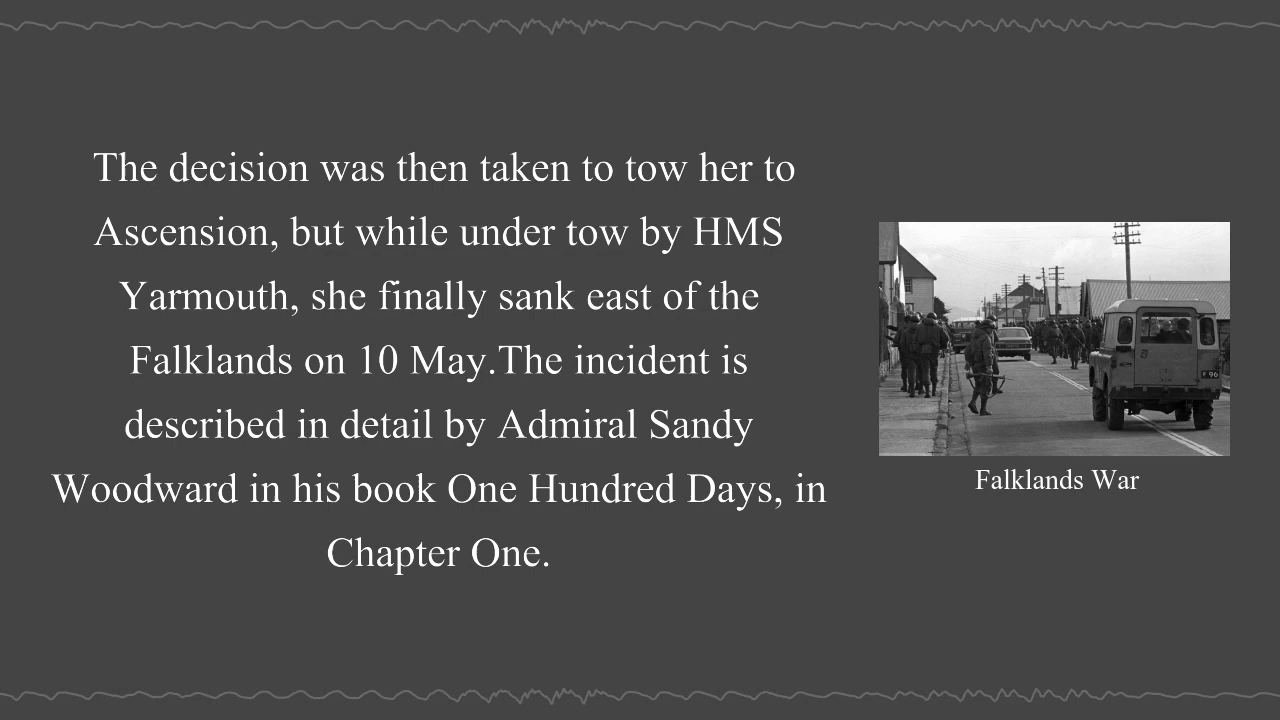 The decision was then taken to tow her to
Ascension, but while under tow by HMS
Yarmouth, she finally sank east of the
Falklands on 10 May.The incident is
described in detail by Admiral Sandy
Woodward in his book One Hundred Days, in
Chapter One.
F 96
Falklands War